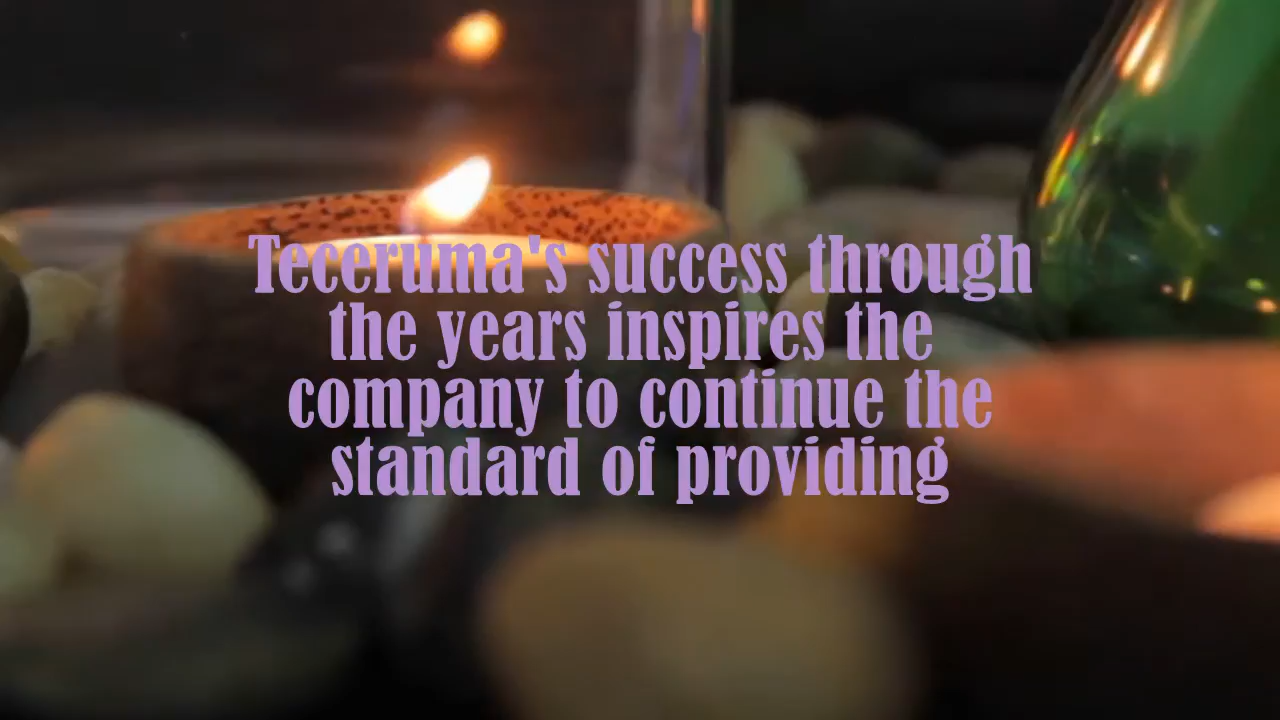 Teceruma's success through
the years inspires the
company to continue the
standard of providing